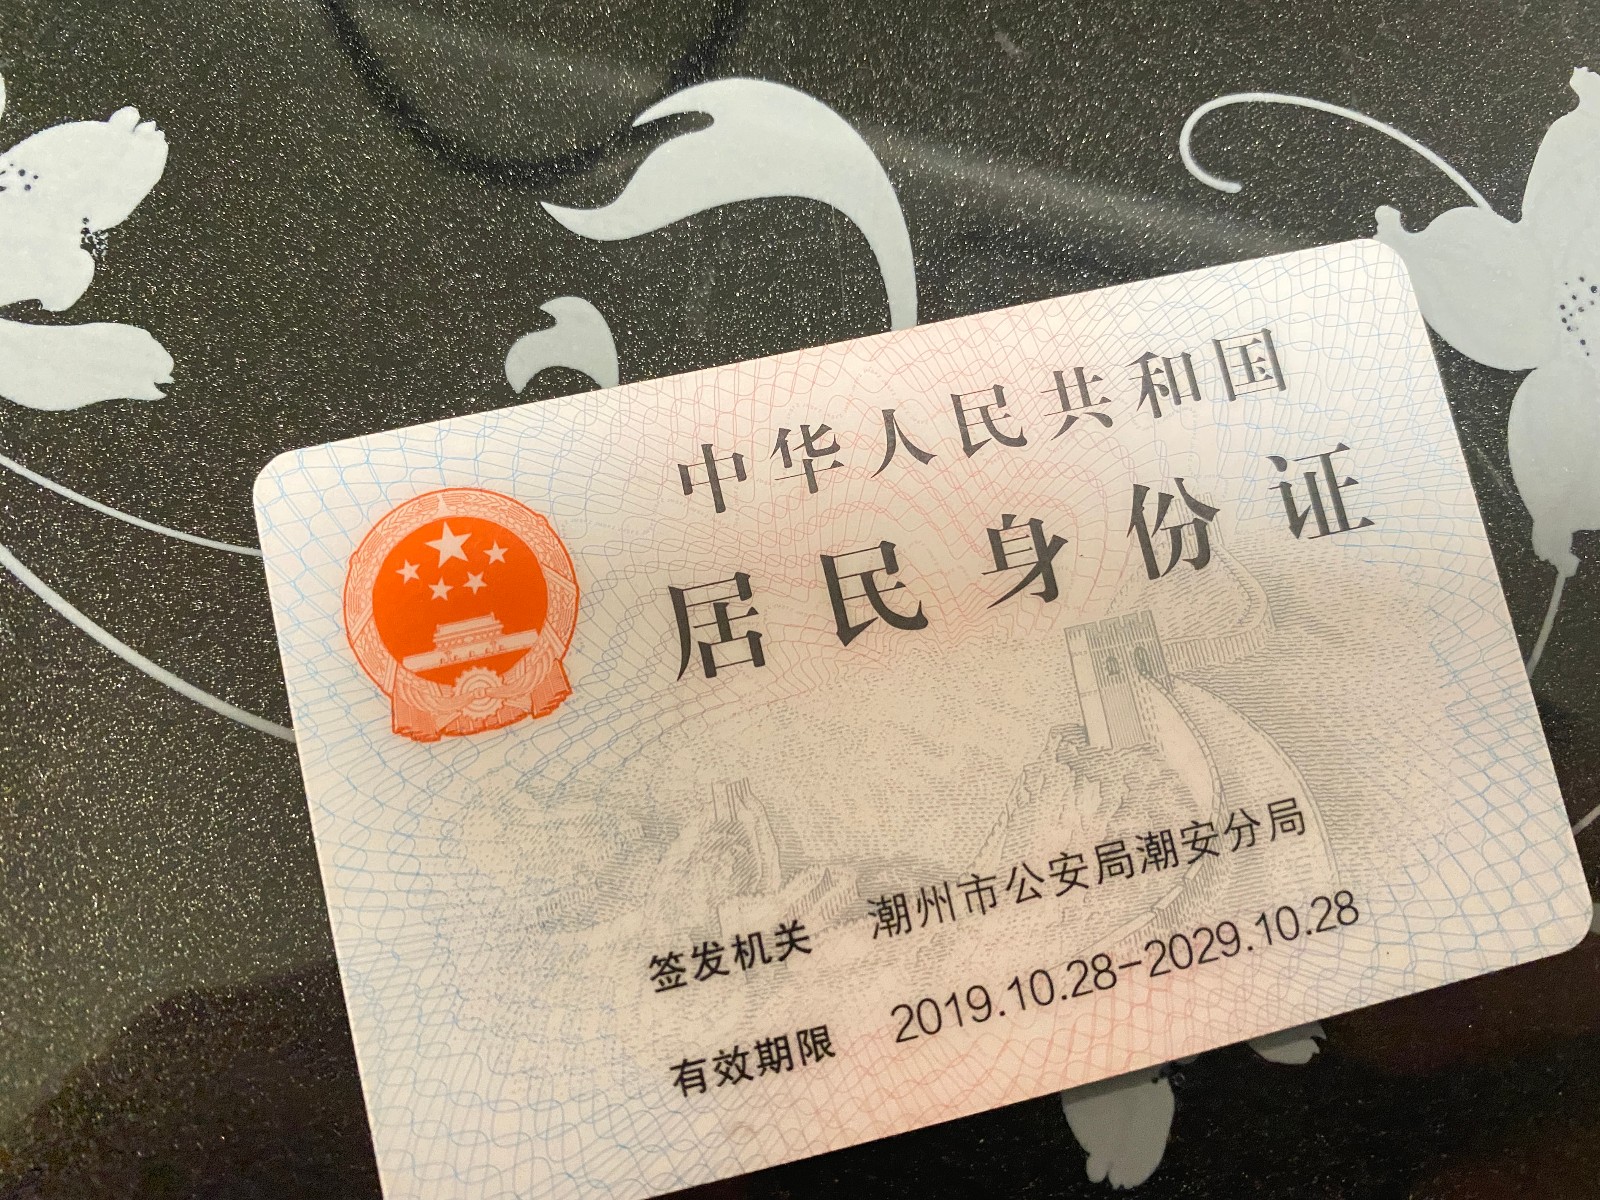 中华人民共和国
居民身份证
签发机关 潮州市公安局潮安分局
有效期限 2019.10.28-2029.10.28